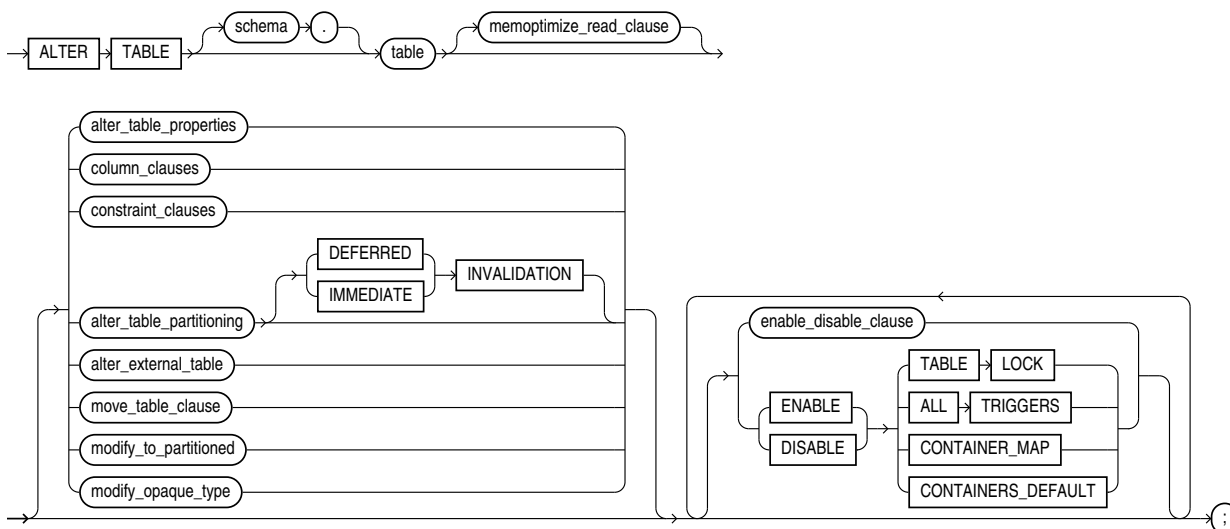 ALTER TABLE schema . table memoptimize_read_clause
alter_table_properties
column_clauses
constraint_clauses
DEFERRED
IMMEDIATE
INVALIDATION
alter_table_partitioning
alter_external_table
move_table_clause
modify_to_partitioned
modify_opaque_type
enable_disable_clause
ENABLE
DISABLE
TABLE LOCK
ALL TRIGGERS
CONTAINER_MAP
CONTAINERS_DEFAULT
;